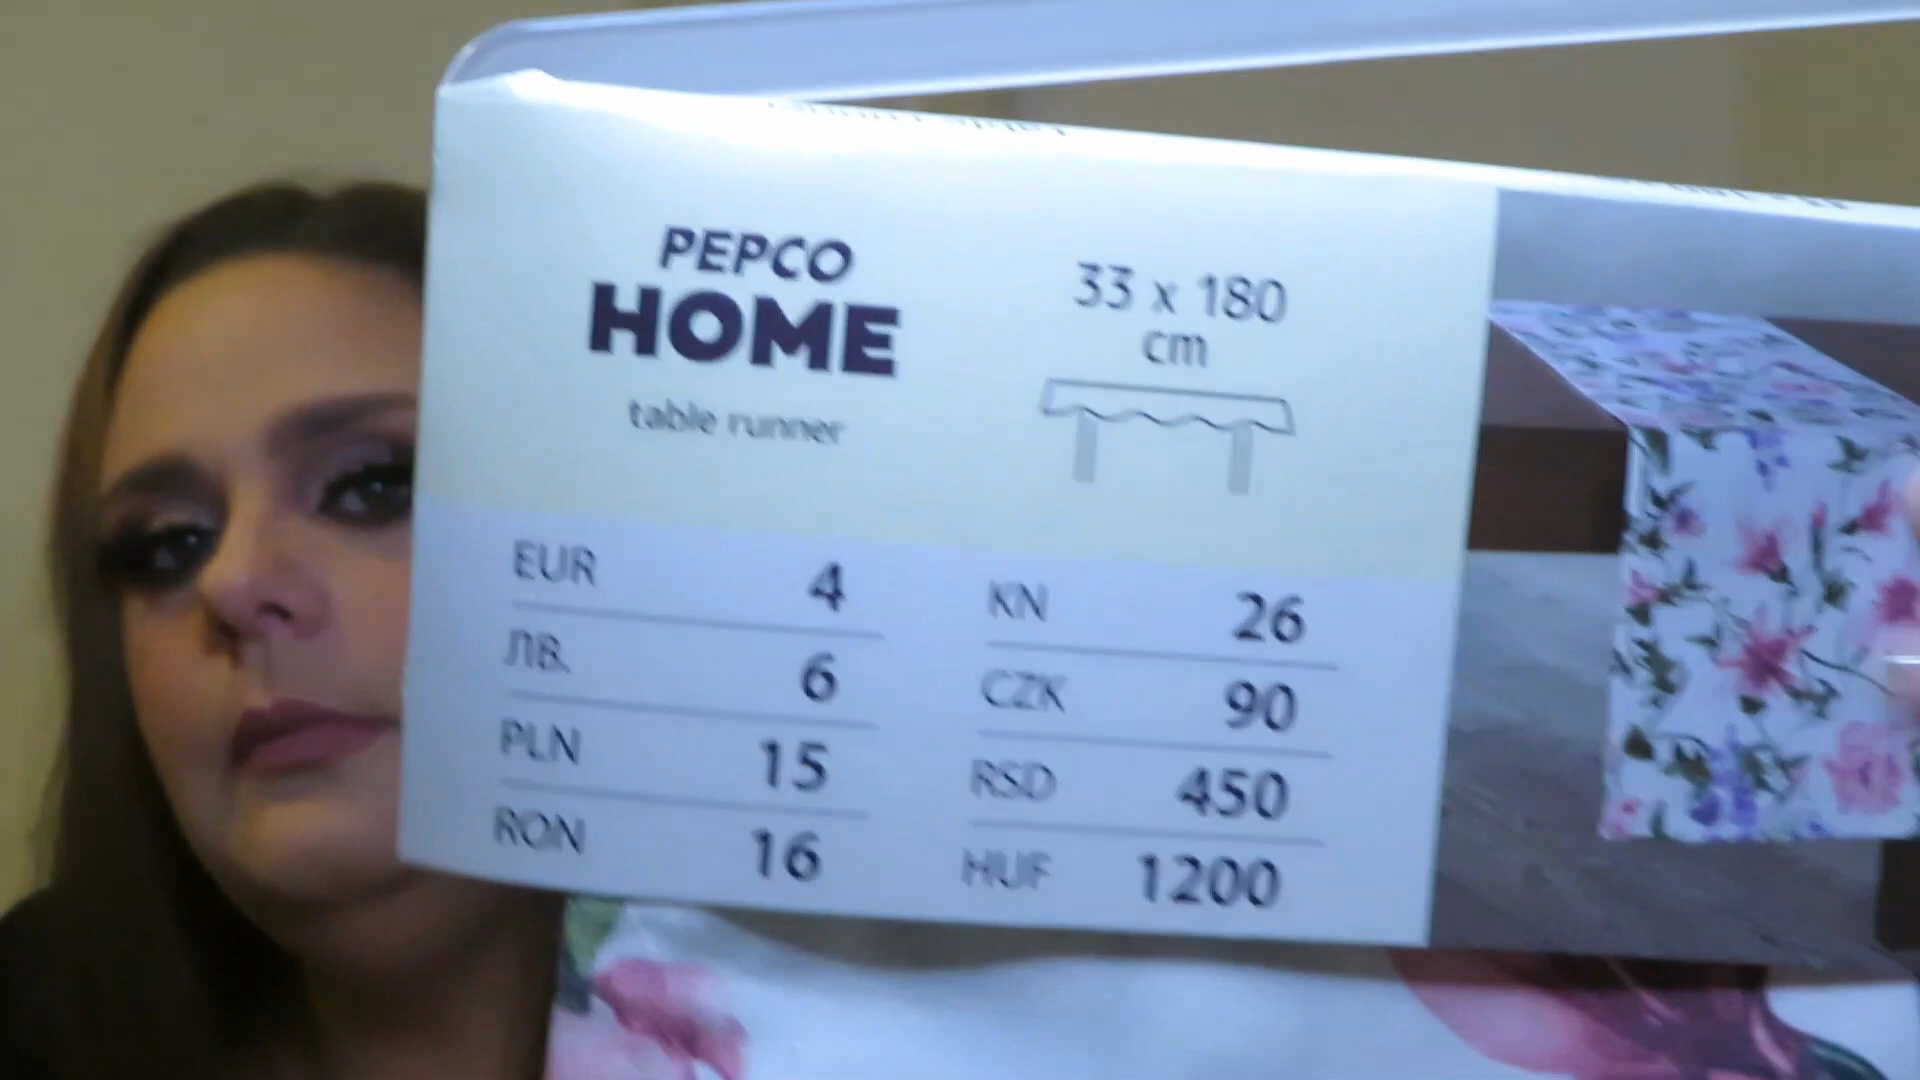 PEPCO
HOME
table runner
33 x 180
cm
EUR 4
ЛВ. 6
PLN 15
RON 16
KN 26
CZK 90
RSD 450
HUF 1200